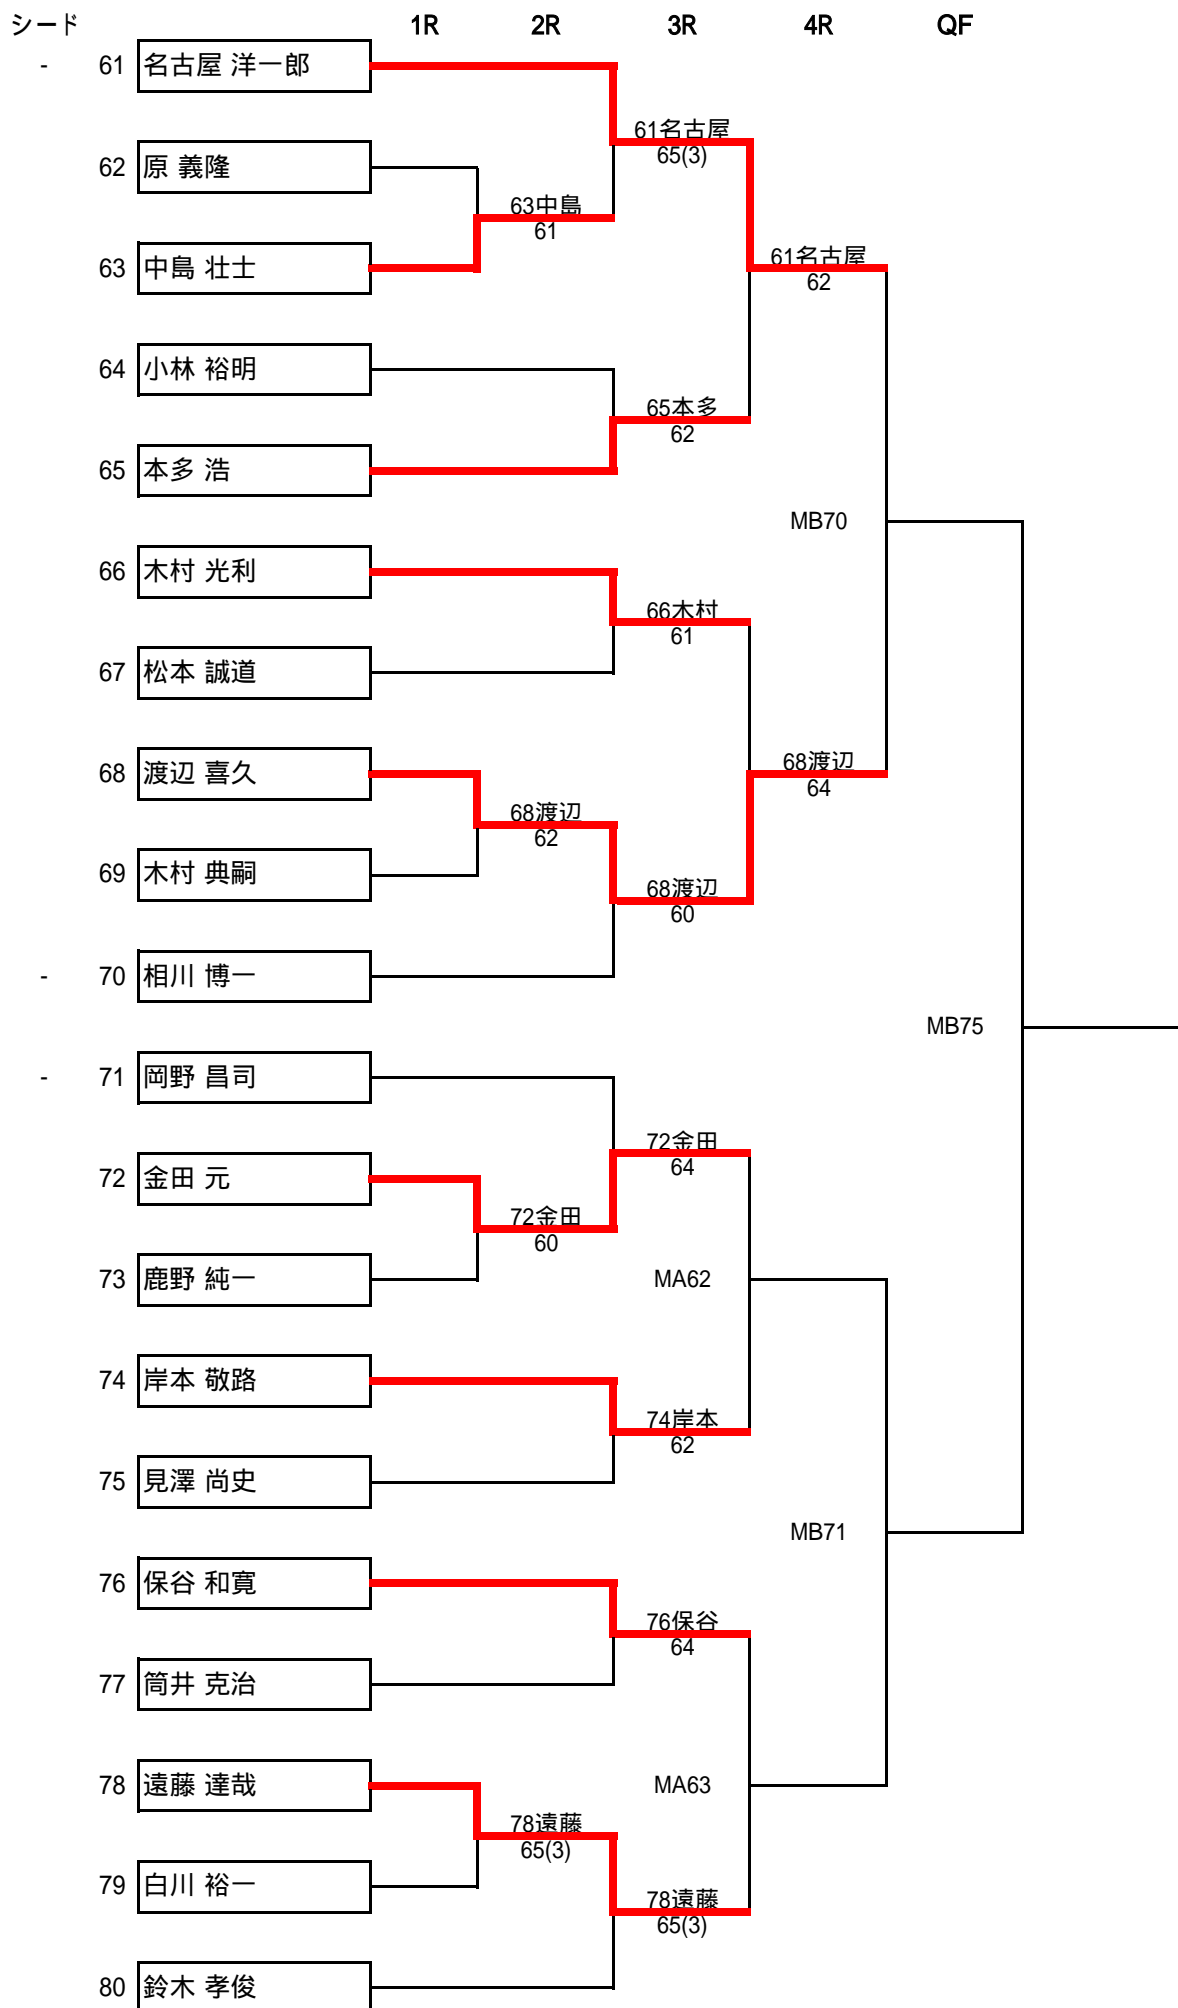 シード 1R 2R 3R 4R QF
- 61 名古屋 洋一郎
61名古屋
65(3)
62 原 義隆
63中島
61
61名古屋
62
63 中島 壮士
64 小林 裕明
65本多
62
65 本多 浩
MB70
66 木村 光利
66木村
61
67 松本 誠道
68 渡辺 喜久
68渡辺
64
68渡辺
62
69 木村 典嗣
68渡辺
60
- 70 相川 博一
MB75
- 71 岡野 昌司
72金田
64
72 金田 元
72金田
60
73 鹿野 純一
MA62
74 岸本 敬路
74岸本
62
75 見澤 尚史
MB71
76 保谷 和寛
76保谷
64
77 筒井 克治
78 遠藤 達哉
MA63
78遠藤
65(3)
79 白川 裕一
78遠藤
65(3)
80 鈴木 孝俊